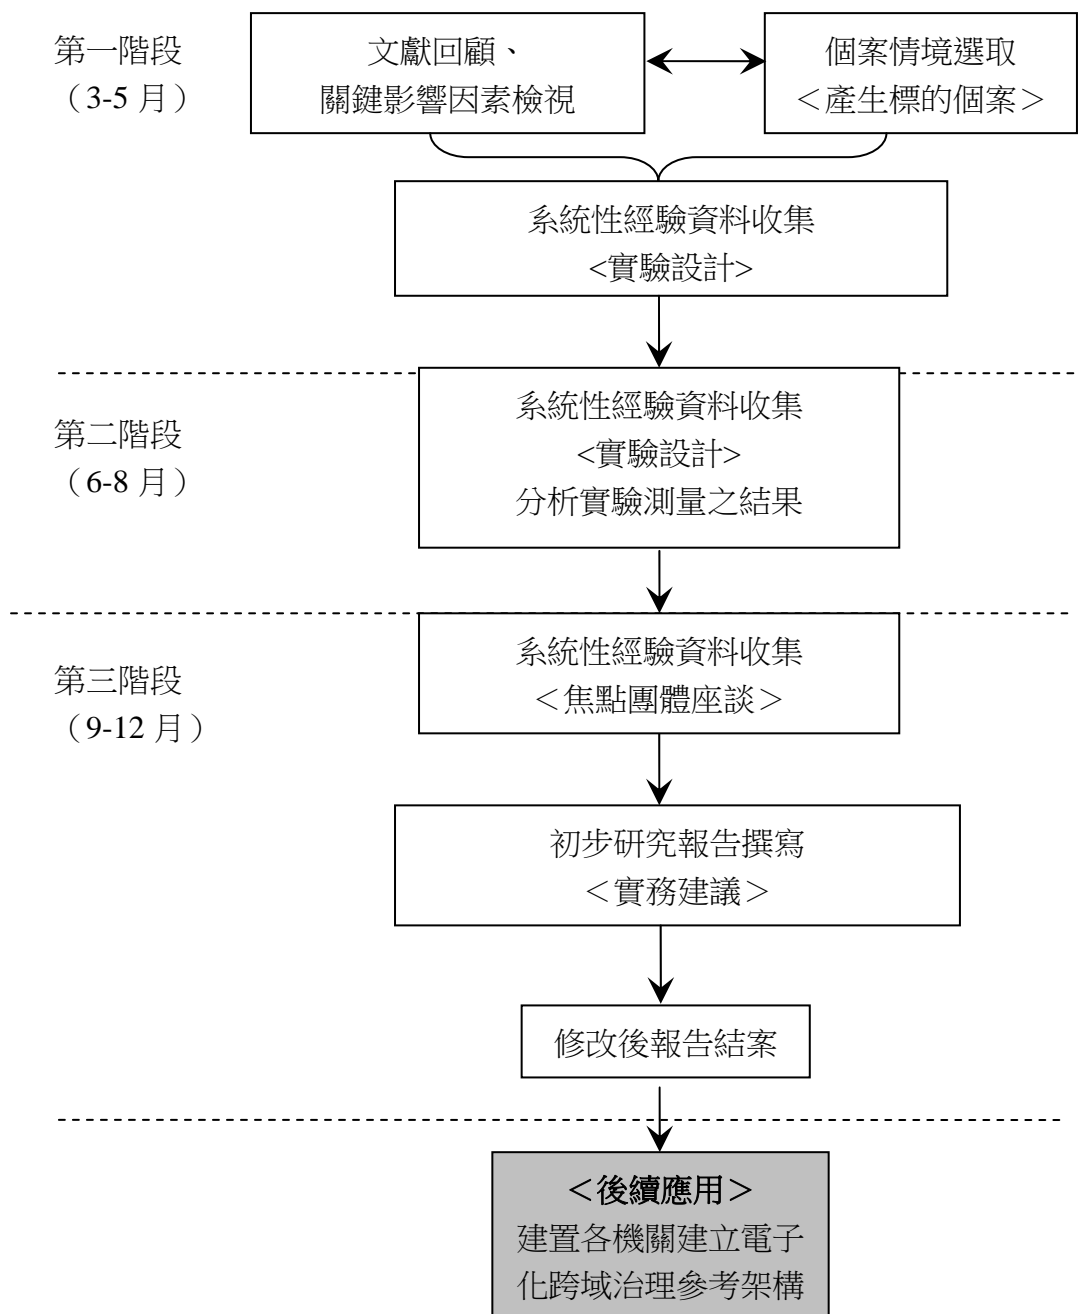 第一階段
（3-5 月）
文獻回顧、
關鍵影響因素檢視
個案情境選取
＜產生標的個案＞
系統性經驗資料收集
<實驗設計>
第二階段
（6-8 月）
系統性經驗資料收集
<實驗設計>
分析實驗測量之結果
第三階段
（9-12 月）
系統性經驗資料收集
＜焦點團體座談＞
初步研究報告撰寫
＜實務建議＞
修改後報告結案
＜後續應用＞
建置各機關建立電子
化跨域治理參考架構